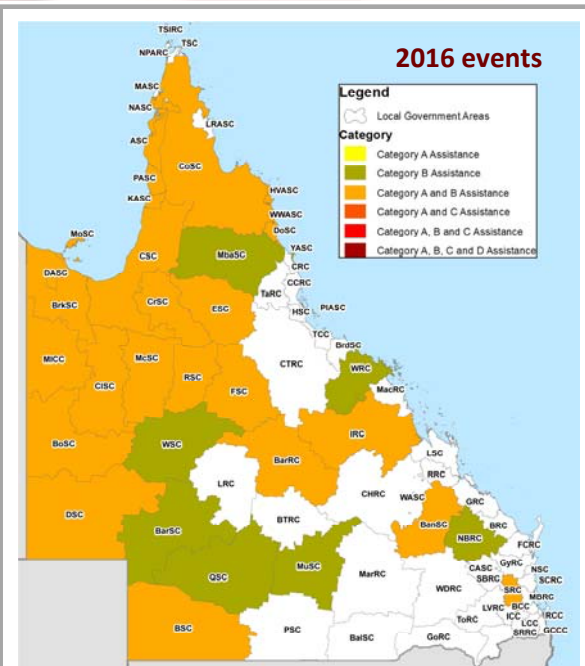 2016 events
Legend
Local Government Areas
Category
Category A Assistance
Category B Assistance
Category A and B Assistance
Category A and C Assistance
Category A, B and C Assistance
Category A, B, C and D Assistance
TSIRC
TSC
NPARC
MASC
NASC
LRASC
ASC
CoSC
PASC
KASC
HVASC
WWASC
DoSC
MoSC
YASC
CSC
MbaSC
CRC
DASC
CCRC
TaRC
BrkSC
CrSC
ESC
HSC
PIASC
TCC
BrdSC
MICC
McSC
CTRC
WRC
ClSC
RSC
FSC
MacRC
BoSC
WSC
IRC
BarRC
LSC
LRC
RRC
CHRC
WASC
GRC
DSC
BTRC
BanSC
BRC
BarSC
NBRC
FCRC
QSC
MuSC
MarRC
CASC
GyRC
NSC
SBRC
SCRC
WDRC
SRC
MBRC
BSC
PSC
BalSC
LVRC
BCC
ICC
RCC
ToRC
LCC
GoRC
SRRC
GCCC